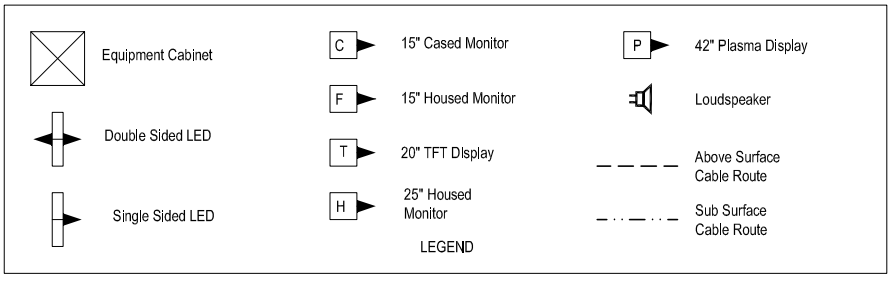 Equipment Cabinet
Double Sided LED
Single Sided LED
C 15" Cased Monitor
F 15" Housed Monitor
T 20" TFT DIsplay
H 25" Housed
Monitor
LEGEND
P 42" Plasma Display
Loudspeaker
Above Surface
Cable Route
Sub Surface
Cable Route